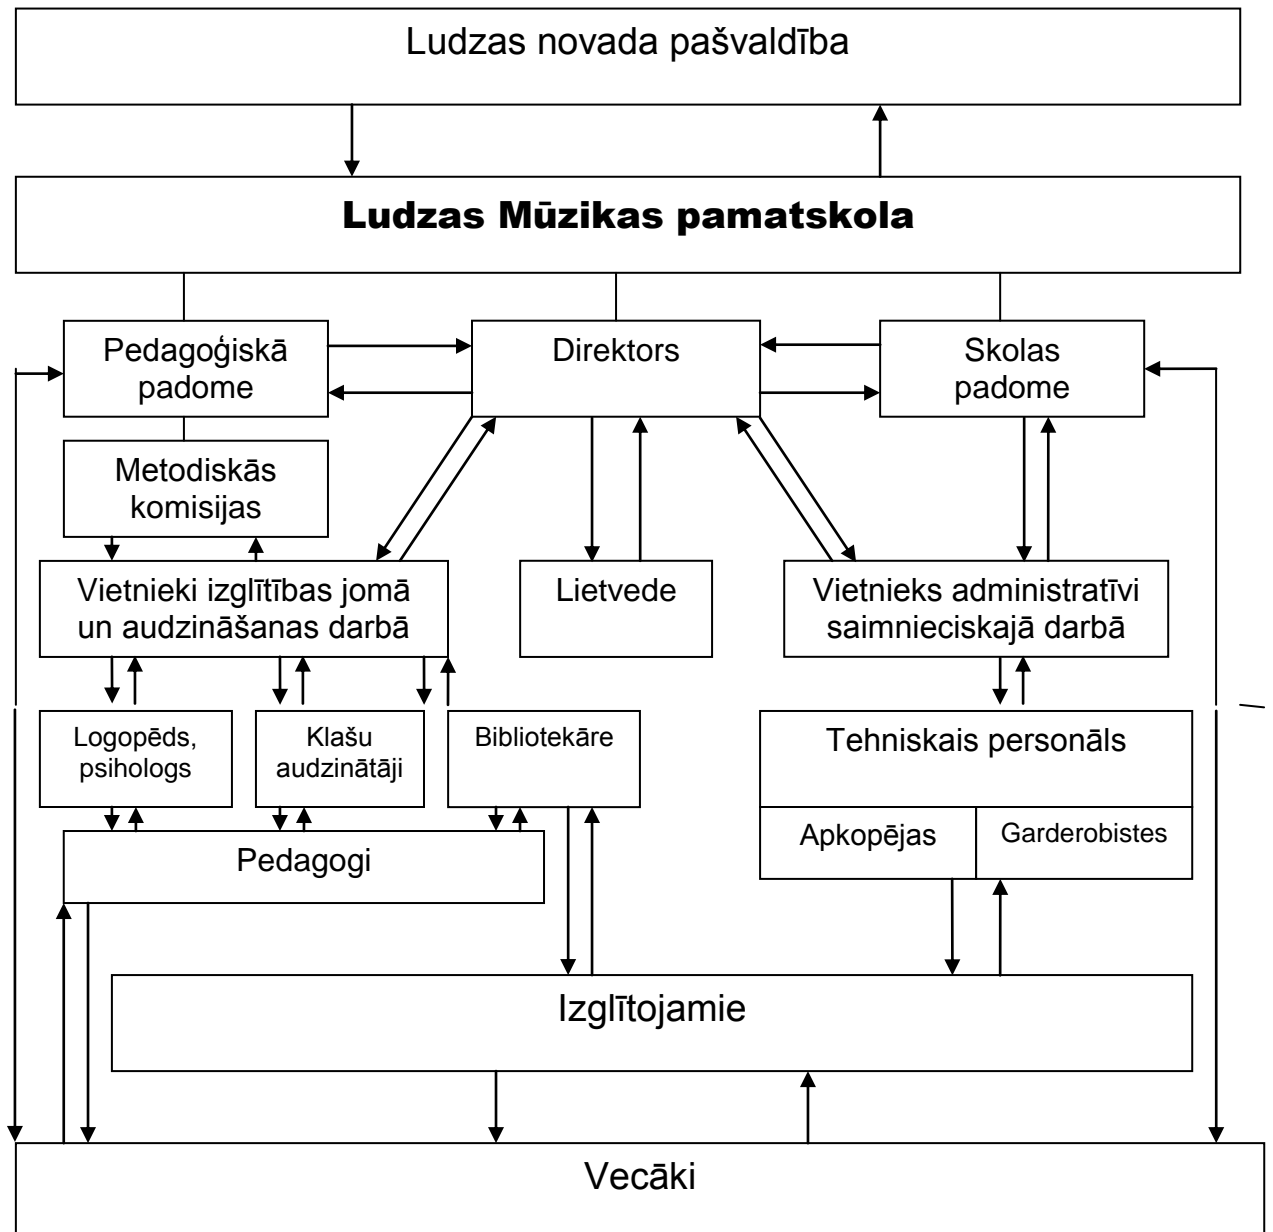 Ludzas novada pašvaldība
Ludzas Mūzikas pamatskola
Pedagoģiskā
padome
Direktors
Skolas
padome
Metodiskās
komisijas
Vietnieki izglītības jomā
un audzināšanas darbā
Lietvede
Vietnieks administratīvi
saimnieciskajā darbā
Logopēds,
psihologs
Klašu
audzinātāji
Bibliotekāre
Tehniskais personāls
Apkopējas
Garderobistes
Pedagogi
Izglītojamie
Vecāki